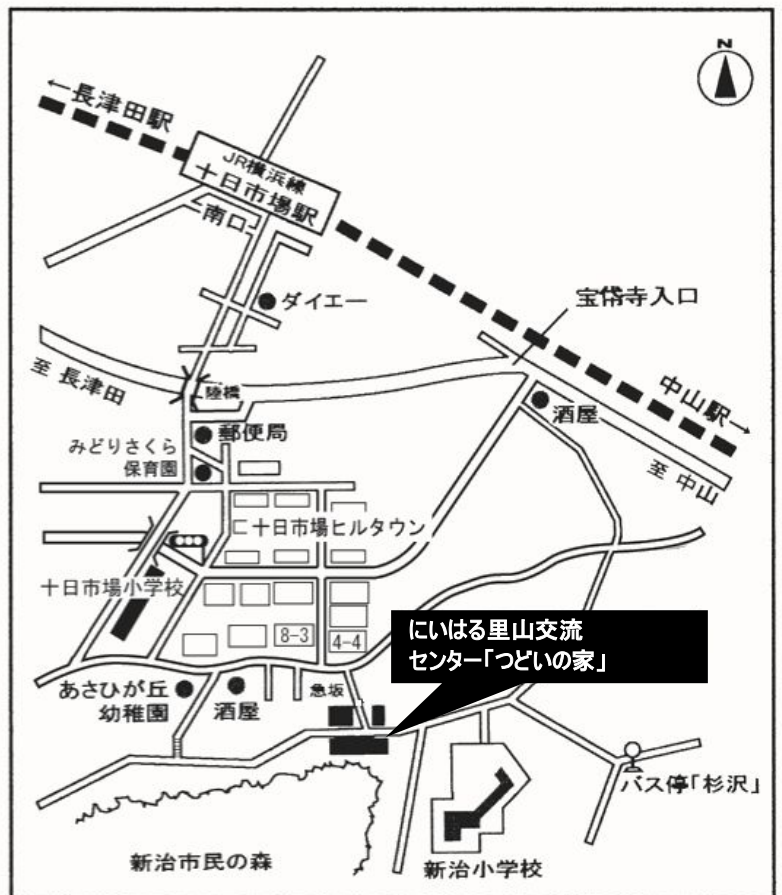 N
←長津田駅
JR横浜線
十日市場駅
南口
ダイエー
宝帒寺入口
至 長津田
陸橋
中山駅→
酒屋
郵便局
みどりさくら
保育園
至 中山
十日市場ヒルタウン
十日市場小学校
8-3
4-4
にいはる里山交流
センター「つどいの家」
あさひが丘
幼稚園
酒屋
急坂
バス停「杉沢」
新治市民の森
新治小学校